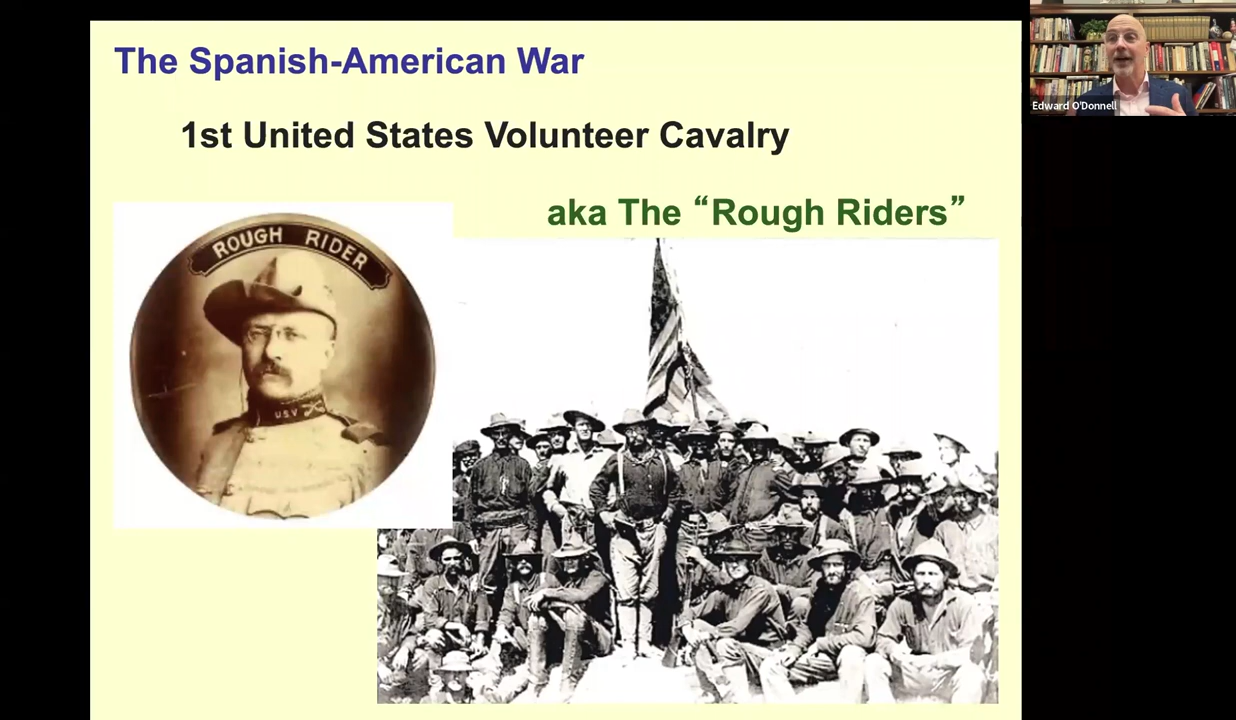 The Spanish-American War
1st United States Volunteer Cavalry
aka The “Rough Riders”
ROUGH RIDER
U.S.V
Edward O'Donnell